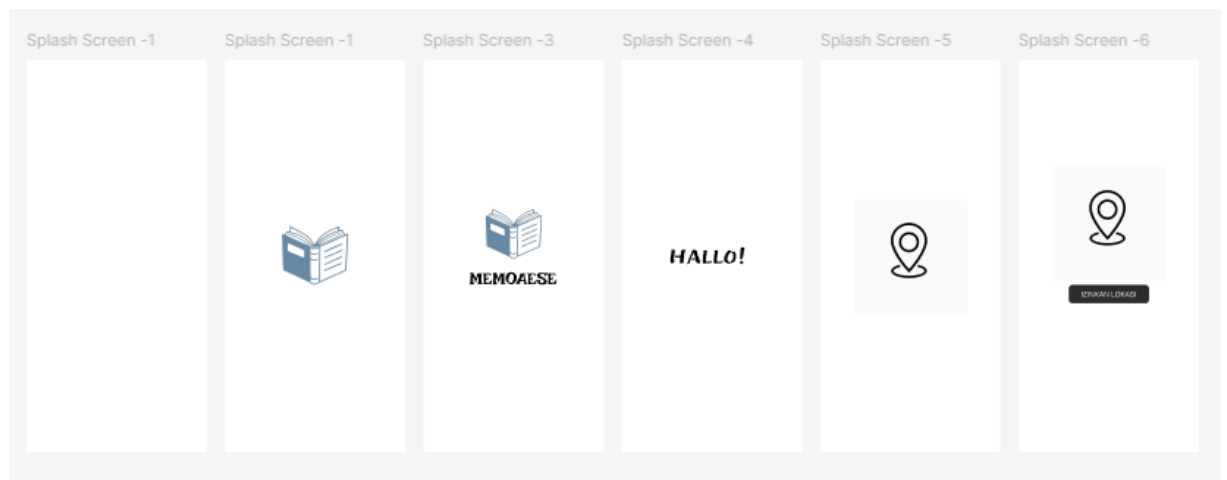 Splash Screen -1
Splash Screen -1
Splash Screen -3
Splash Screen -4
Splash Screen -5
Splash Screen -6
MEMOAESE
HALLO!
IZINKAN LOKASI